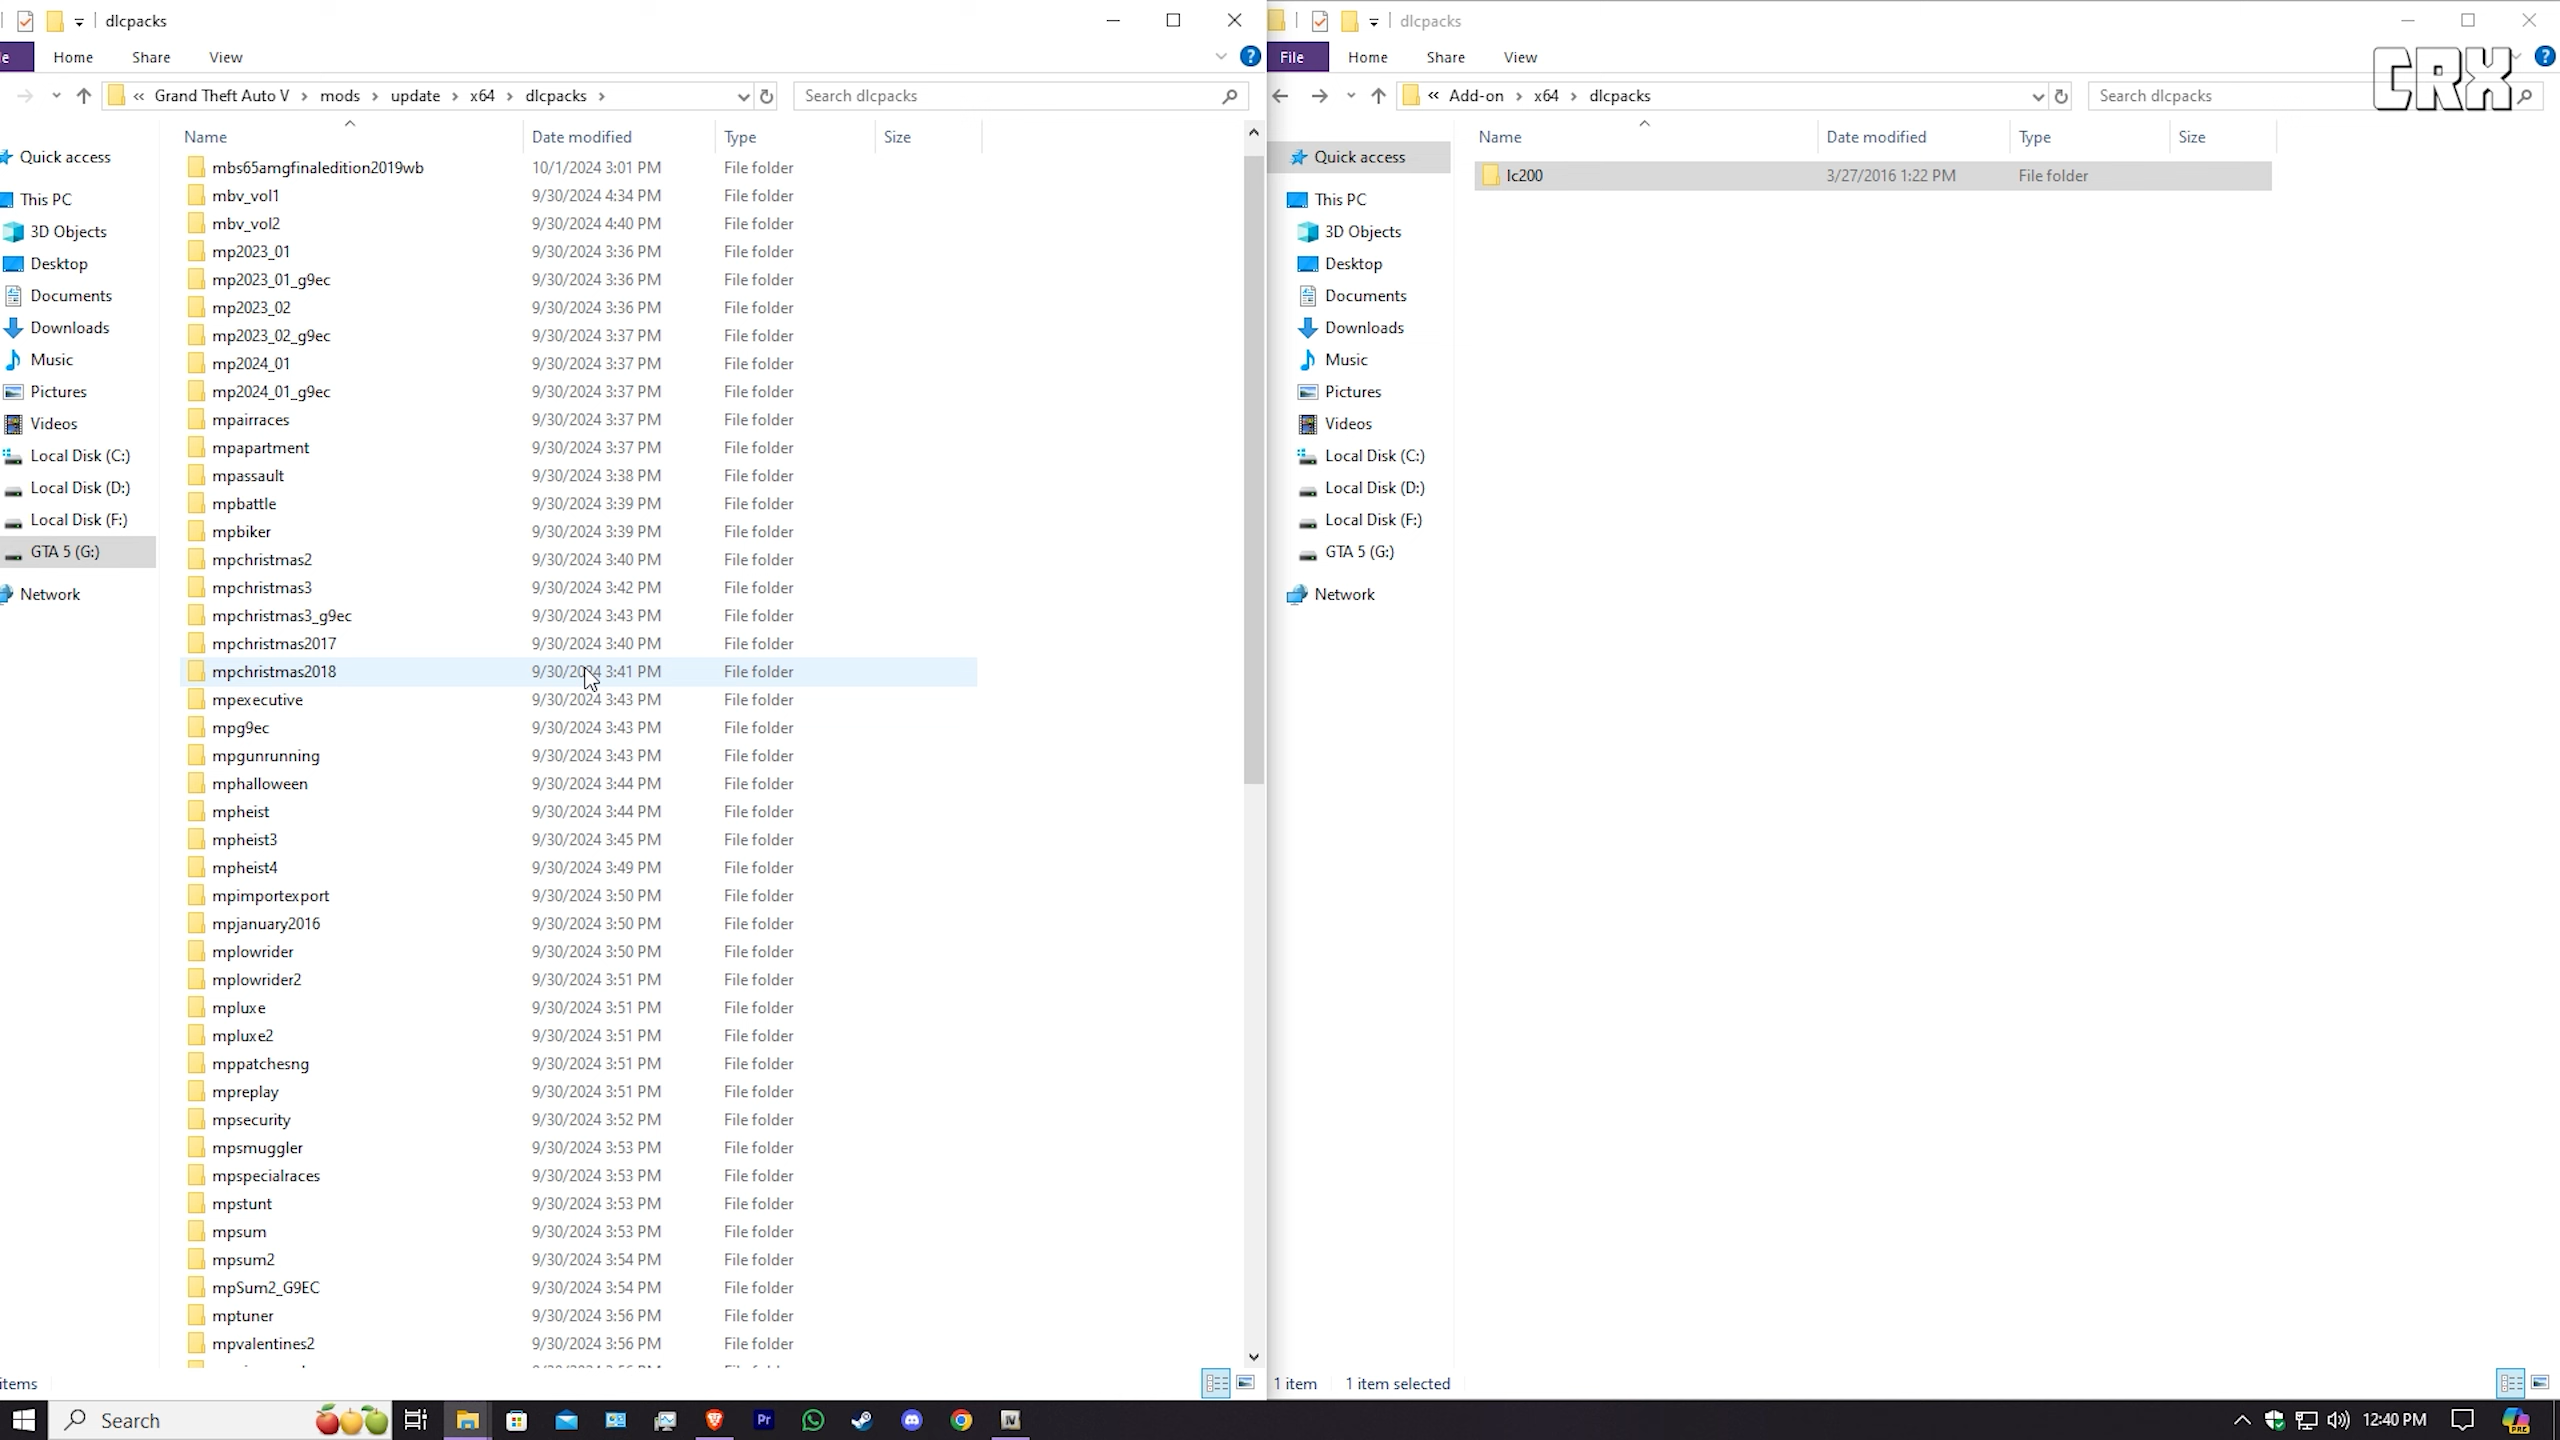 dlcpacks
Home Share View
Grand Theft Auto V mods update x64 dlcpacks Search dlcpacks
Name Date modified Type Size
Quick access
This PC
3D Objects
Desktop
Documents
Downloads
Music
Pictures
Videos
Local Disk (C:)
Local Disk (D:)
Local Disk (F:)
GTA 5 (G:)
Network
mbs65amgfinaledition2019wb 10/1/2024 3:01 PM File folder
mbv_vol1 9/30/2024 4:34 PM File folder
mbv_vol2 9/30/2024 4:40 PM File folder
mp2023_01 9/30/2024 3:36 PM File folder
mp2023_01_g9ec 9/30/2024 3:36 PM File folder
mp2023_02 9/30/2024 3:36 PM File folder
mp2023_02_g9ec 9/30/2024 3:37 PM File folder
mp2024_01 9/30/2024 3:37 PM File folder
mp2024_01_g9ec 9/30/2024 3:37 PM File folder
mpairraces 9/30/2024 3:37 PM File folder
mpapartment 9/30/2024 3:37 PM File folder
mpassault 9/30/2024 3:38 PM File folder
mpbattle 9/30/2024 3:39 PM File folder
mpbiker 9/30/2024 3:39 PM File folder
mpchristmas2 9/30/2024 3:40 PM File folder
mpchristmas3 9/30/2024 3:42 PM File folder
mpchristmas3_g9ec 9/30/2024 3:43 PM File folder
mpchristmas2017 9/30/2024 3:40 PM File folder
mpchristmas2018 9/30/2024 3:41 PM File folder
mpexecutive 9/30/2024 3:43 PM File folder
mpg9ec 9/30/2024 3:43 PM File folder
mpgunrunning 9/30/2024 3:43 PM File folder
mphalloween 9/30/2024 3:44 PM File folder
mpheist 9/30/2024 3:44 PM File folder
mpheist3 9/30/2024 3:45 PM File folder
mpheist4 9/30/2024 3:49 PM File folder
mpimportexport 9/30/2024 3:50 PM File folder
mpjanuary2016 9/30/2024 3:50 PM File folder
mplowrider 9/30/2024 3:50 PM File folder
mplowrider2 9/30/2024 3:51 PM File folder
mpluxe 9/30/2024 3:51 PM File folder
mpluxe2 9/30/2024 3:51 PM File folder
mppatchesng 9/30/2024 3:51 PM File folder
mpreplay 9/30/2024 3:51 PM File folder
mpsecurity 9/30/2024 3:52 PM File folder
mpsmuggler 9/30/2024 3:53 PM File folder
mpspecialraces 9/30/2024 3:53 PM File folder
mpstunt 9/30/2024 3:53 PM File folder
mpsum 9/30/2024 3:53 PM File folder
mpsum2 9/30/2024 3:54 PM File folder
mpSum2_G9EC 9/30/2024 3:54 PM File folder
mptuner 9/30/2024 3:56 PM File folder
mpvalentines2 9/30/2024 3:56 PM File folder
items
dlcpacks
File Home Share View
CRX
Add-on x64 dlcpacks Search dlcpacks
Name Date modified Type Size
Quick access
This PC
3D Objects
Desktop
Documents
Downloads
Music
Pictures
Videos
Local Disk (C:)
Local Disk (D:)
Local Disk (F:)
GTA 5 (G:)
Network
lc200 3/27/2016 1:22 PM File folder
1 item 1 item selected
Search
Pr
12:40 PM